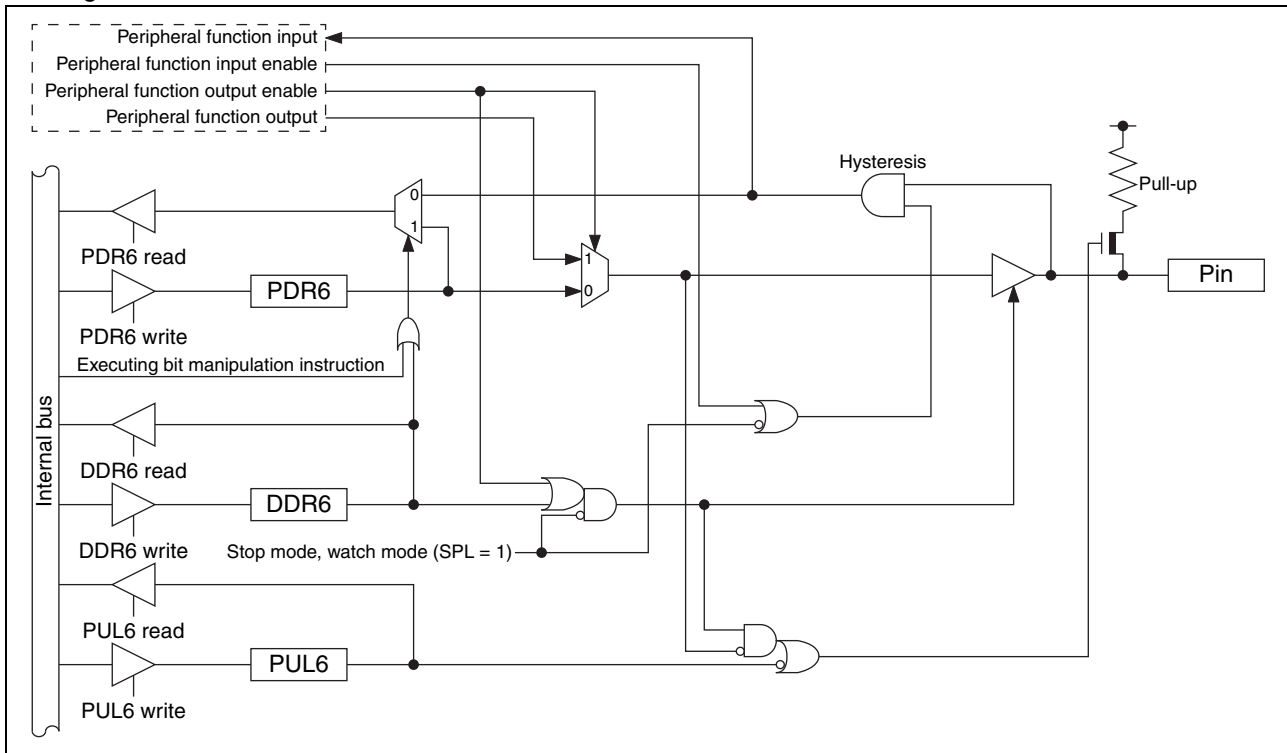 Peripheral function input
Peripheral function input enable
Peripheral function output enable
Peripheral function output
Hysteresis
Pull-up
0
1
PDR6 read
1
0
PDR6
Pin
PDR6 write
Executing bit manipulation instruction
Internal bus
DDR6 read
DDR6
DDR6 write
Stop mode, watch mode (SPL = 1)
PUL6 read
PUL6
PUL6 write